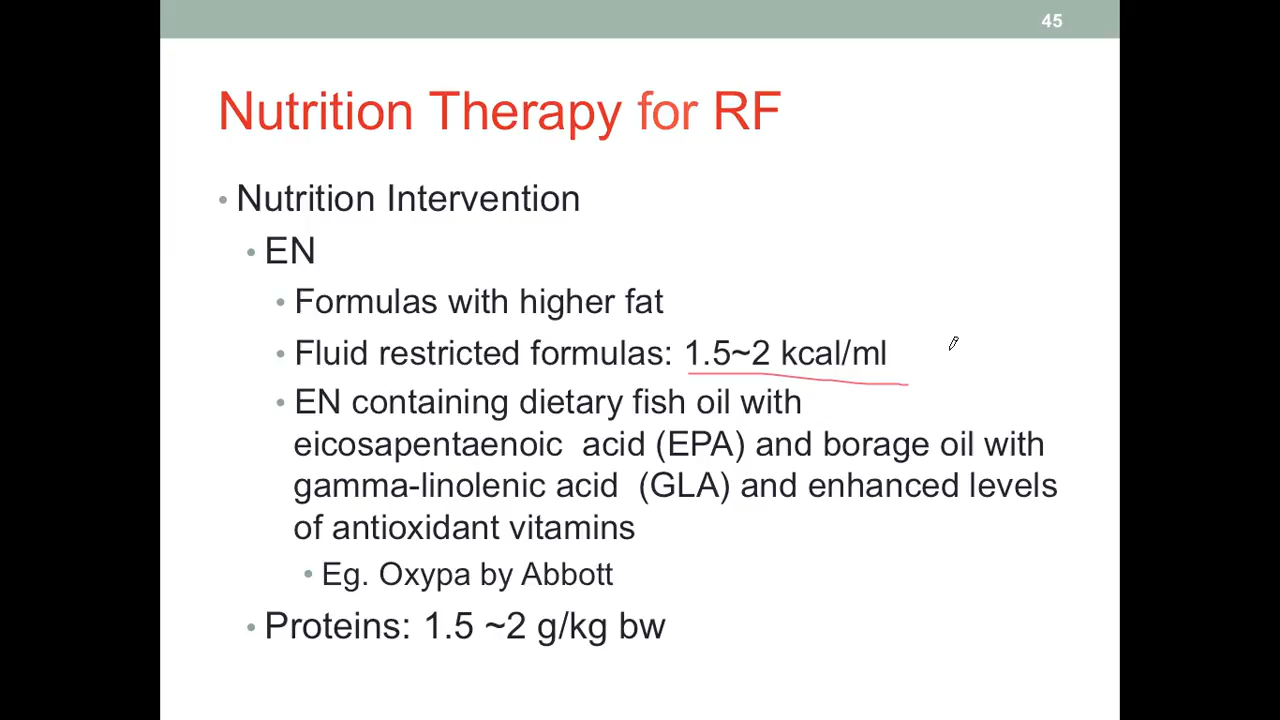 45
Nutrition Therapy for RF
• Nutrition Intervention
• EN
• Formulas with higher fat
• Fluid restricted formulas: 1.5~2 kcal/ml
• EN containing dietary fish oil with
eicosapentaenoic  acid (EPA) and borage oil with
gamma-linolenic acid  (GLA) and enhanced levels
of antioxidant vitamins
• Eg. Oxypa by Abbott
• Proteins: 1.5 ~2 g/kg bw